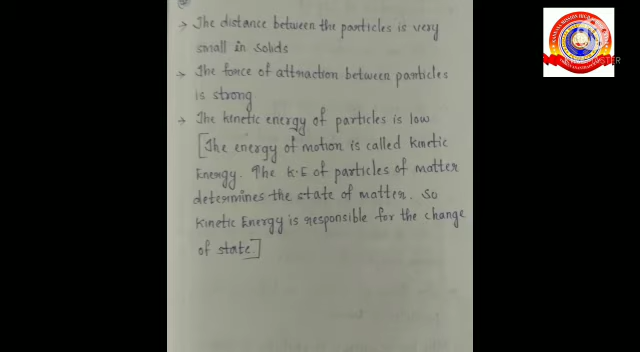 → The distance between the particles is very
small in solids
→ The force of attraction between particles
is strong
→ The kinetic energy of particles is low
[The energy of motion is called kinetic
Energy. The K.E of particles of matter
determines the state of matter. So
Kinetic Energy is responsible for the change
of state]